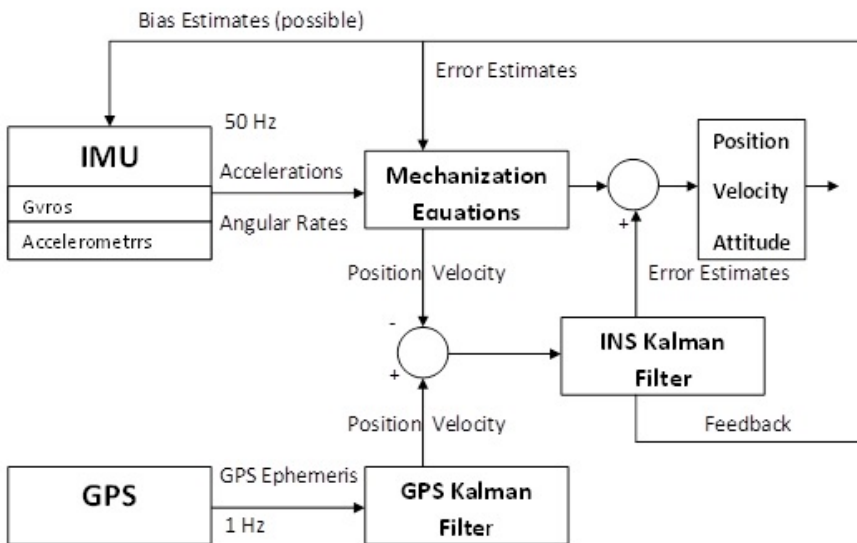 Bias Estimates (possible)
Error Estimates
50 Hz
IMU
Gvros
Accelerometrrs
Accelerations
Angular Rates
Mechanization
Equations
+
Position
Velocity
Attitude
Position Velocity
Error Estimates
-
+
INS Kalman
Filter
Position Velocity
Feedback
GPS
GPS Ephemeris
1 Hz
GPS Kalman
Filter